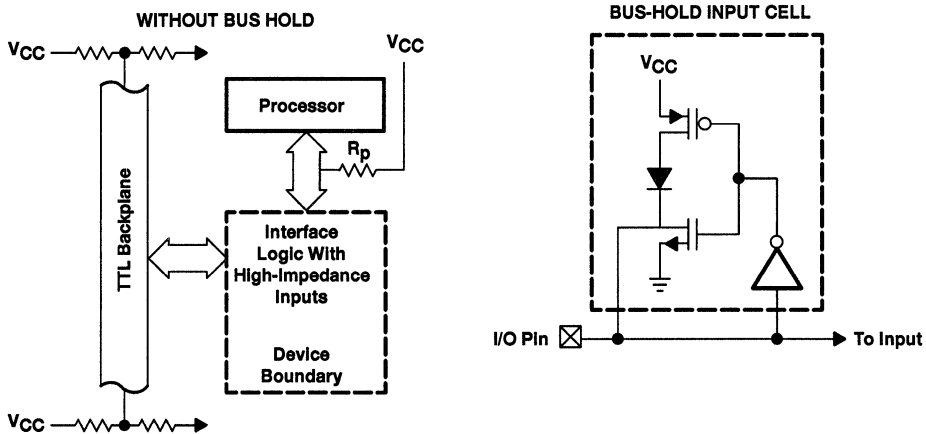 WITHOUT BUS HOLD
VCC
VCC
Processor
Rp
TTL Backplane
Interface
Logic With
High-Impedance
Inputs
Device
Boundary
VCC
BUS-HOLD INPUT CELL
VCC
I/O Pin
To Input